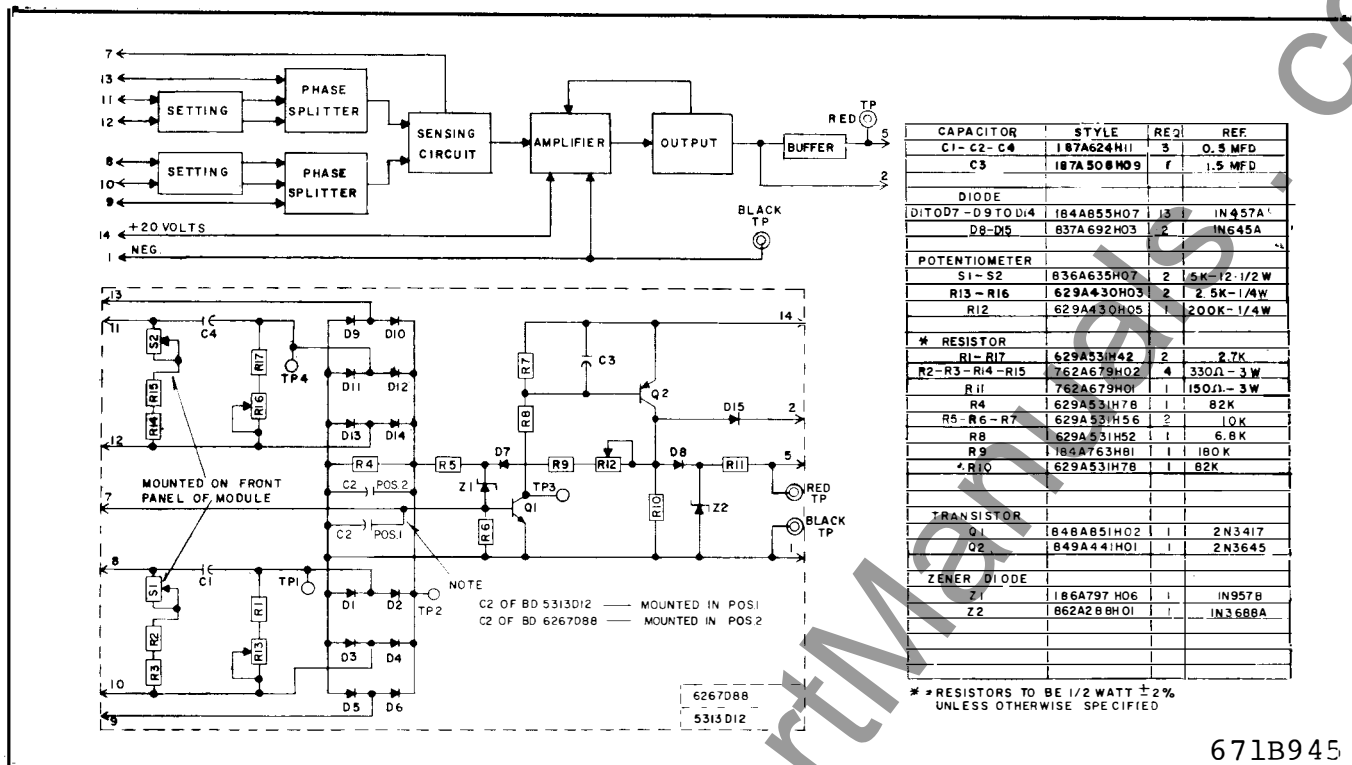 7
13
11
12
SETTING
PHASE SPLITTER
8
10
9
SETTING
PHASE SPLITTER
SENSING CIRCUIT
AMPLIFIER
OUTPUT
BUFFER
RED TP
5
2
BLACK TP
14 +20 VOLTS
1 NEG.
13
11
S2
C4
R17
TP4
R15
R14
R16
12
D9 D10
D11 D12
D13 D14
R4
C2 POS.2
C2 POS.1
R5
D7
Z1
R6
Q1
TP3
R7
R8
C3
Q2
R9
R12
D8
D15
R10
Z2
R11
14
2
5
RED TP
BLACK TP
1
MOUNTED ON FRONT
PANEL OF MODULE
7
8
S1
C1
TP1
R1
R2
R3
R13
10
9
D1 D2
TP2
D3 D4
D5 D6
NOTE
C2 OF BD 5313D12 MOUNTED IN POS.1
C2 OF BD 6267D88 MOUNTED IN POS.2
6267D88
5313D12
CAPACITOR STYLE REQ REF.
C1-C2-C4 187A624H11 3 0.5 MFD
C3 187A508H09 1 1.5 MFD
DIODE
D1TOD7-D9TOD14 184A855H07 13 1N457A
D8-D15 837A692H03 2 1N645A
POTENTIOMETER
S1-S2 836A635H07 2 5K-12-1/2W
R13-R16 629A430H03 2 2.5K-1/4W
R12 629A430H05 1 200K-1/4W
* RESISTOR
R1-R17 629A531H42 2 2.7K
R2-R3-R14-R15 762A679H02 4 330Ω-3W
R11 762A679H01 1 150Ω-3W
R4 629A531H78 1 82K
R5-R6-R7 629A531H56 10K
R8 629A531H52 1 6.8K
R9 184A763H81 1 180K
R10 629A531H78 1 82K
TRANSISTOR
Q1 848A851H02 1 2N3417
Q2 849A441H01 1 2N3645
ZENER DIODE
Z1 186A797H06 1 1N957B
Z2 862A288H01 1 1N3688A
* = RESISTORS TO BE 1/2 WATT ±2%
UNLESS OTHERWISE SPECIFIED
671B945